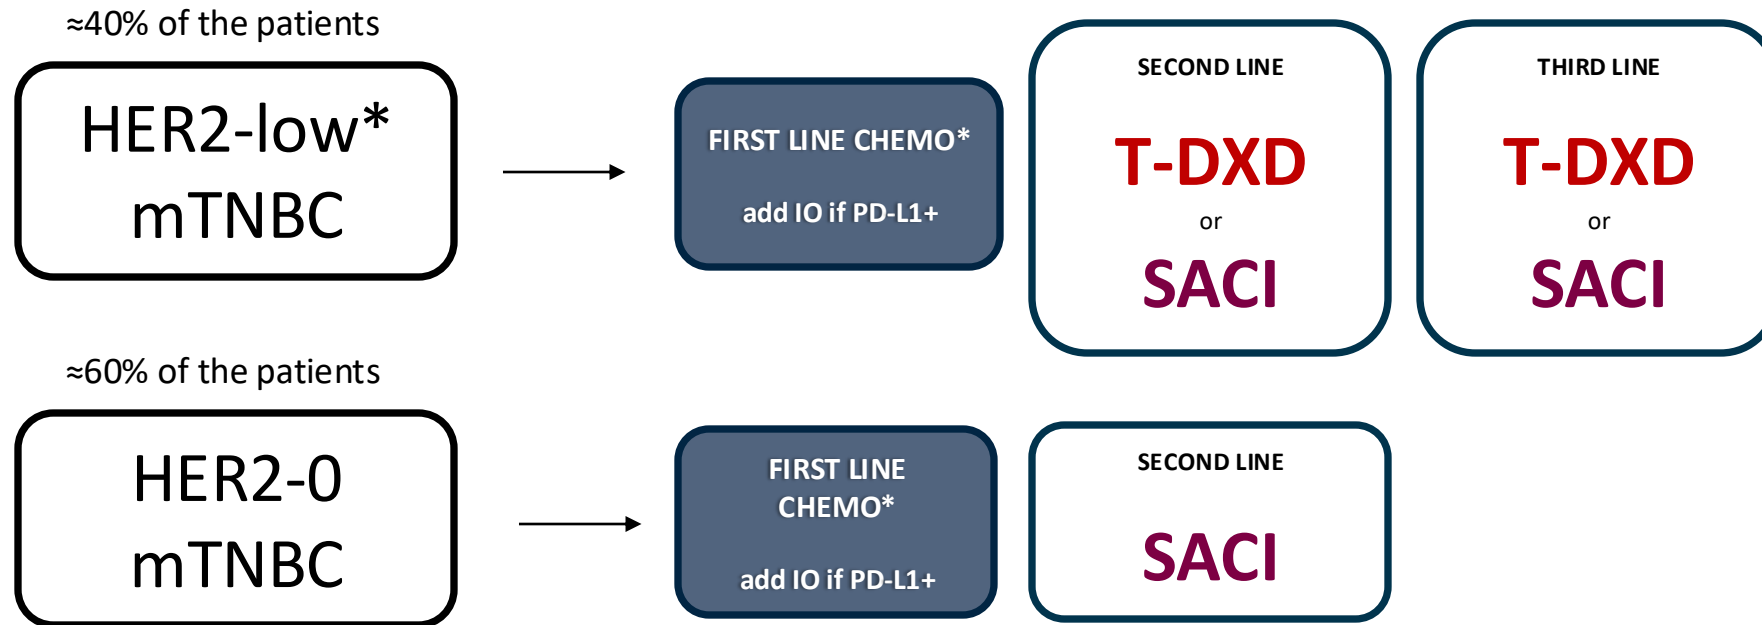 ≈40% of the patients
HER2-low*
mTNBC
FIRST LINE CHEMO*
add IO if PD-L1+
SECOND LINE
T-DXD
or
SACI
THIRD LINE
T-DXD
or
SACI
≈60% of the patients
HER2-0
mTNBC
FIRST LINE
CHEMO*
add IO if PD-L1+
SECOND LINE
SACI